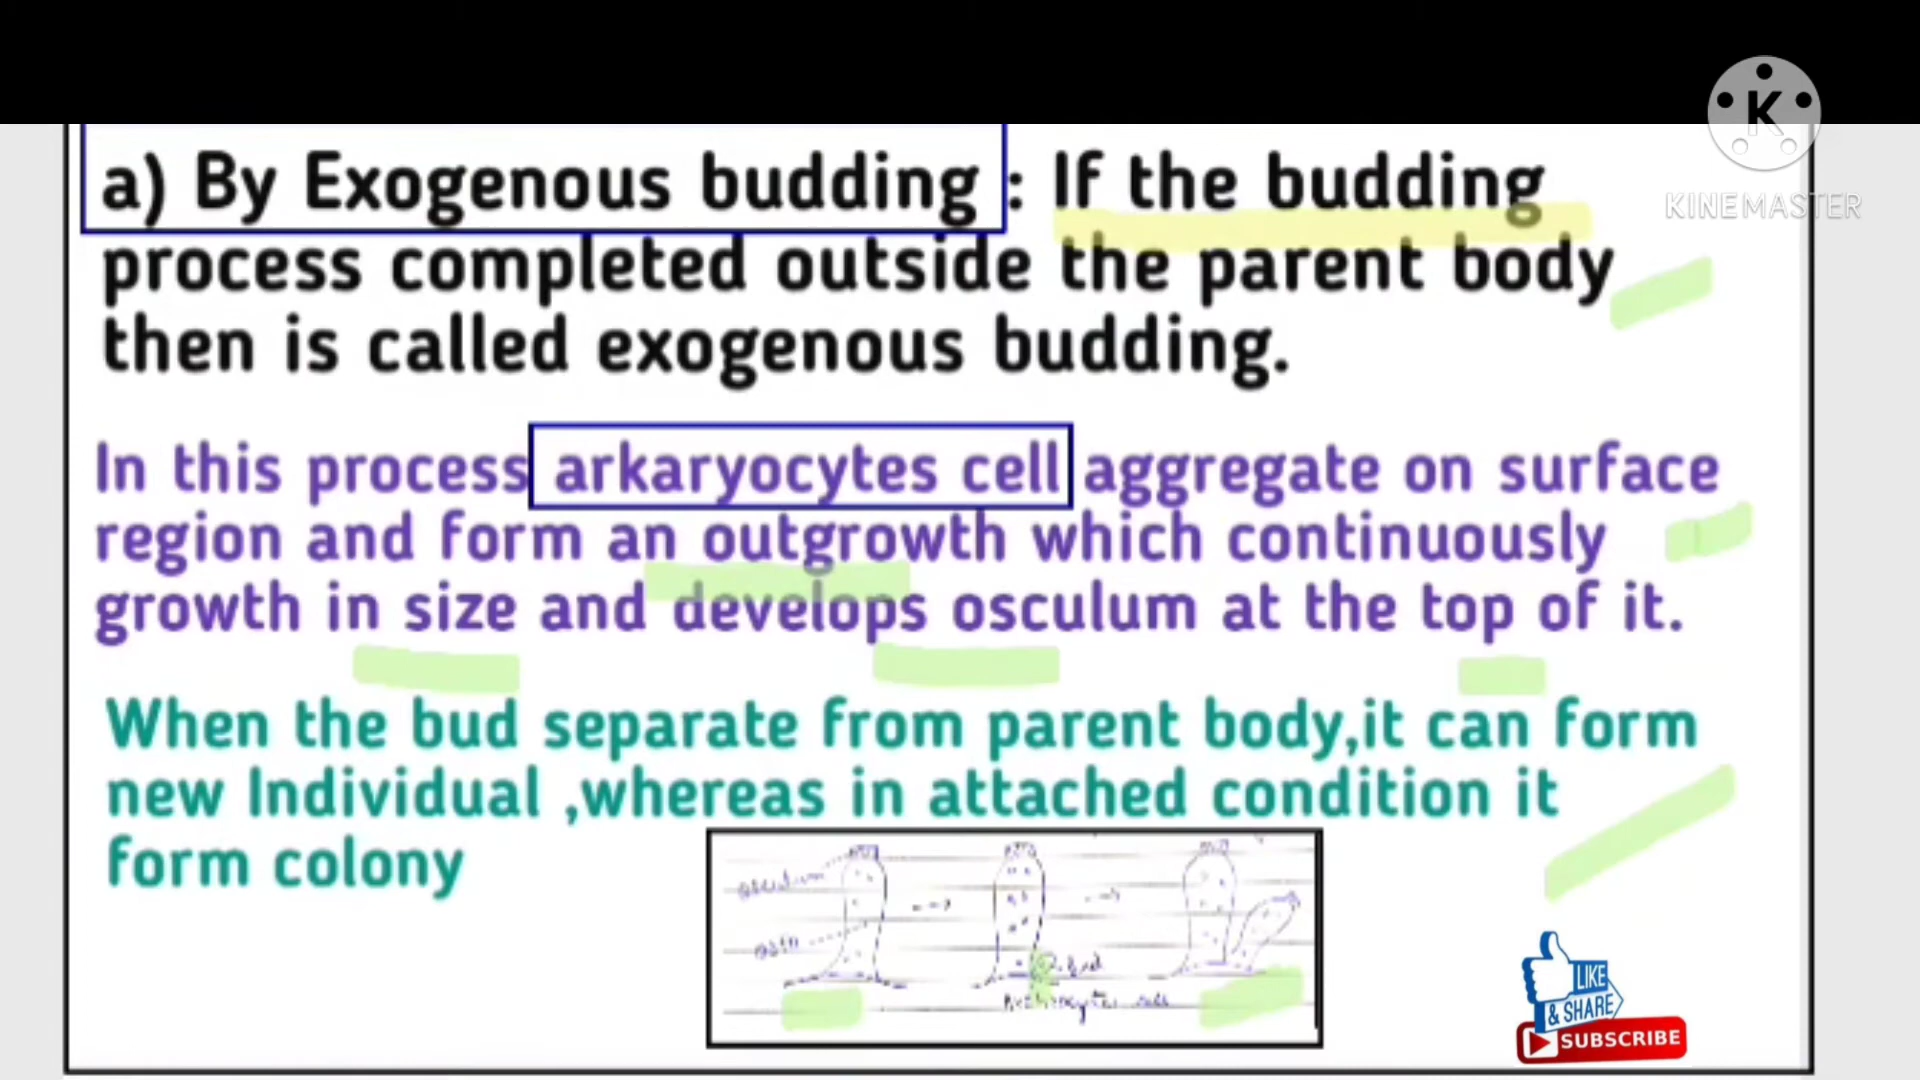 K
KINEMASTER
a) By Exogenous budding : If the budding
process completed outside the parent body
then is called exogenous budding.
In this process arkaryocytes cell aggregate on surface
region and form an outgrowth which continuously
growth in size and develops osculum at the top of it.
When the bud separate from parent body,it can form
new Individual ,whereas in attached condition it
form colony
osculum
bud
LIKE
& SHARE
SUBSCRIBE